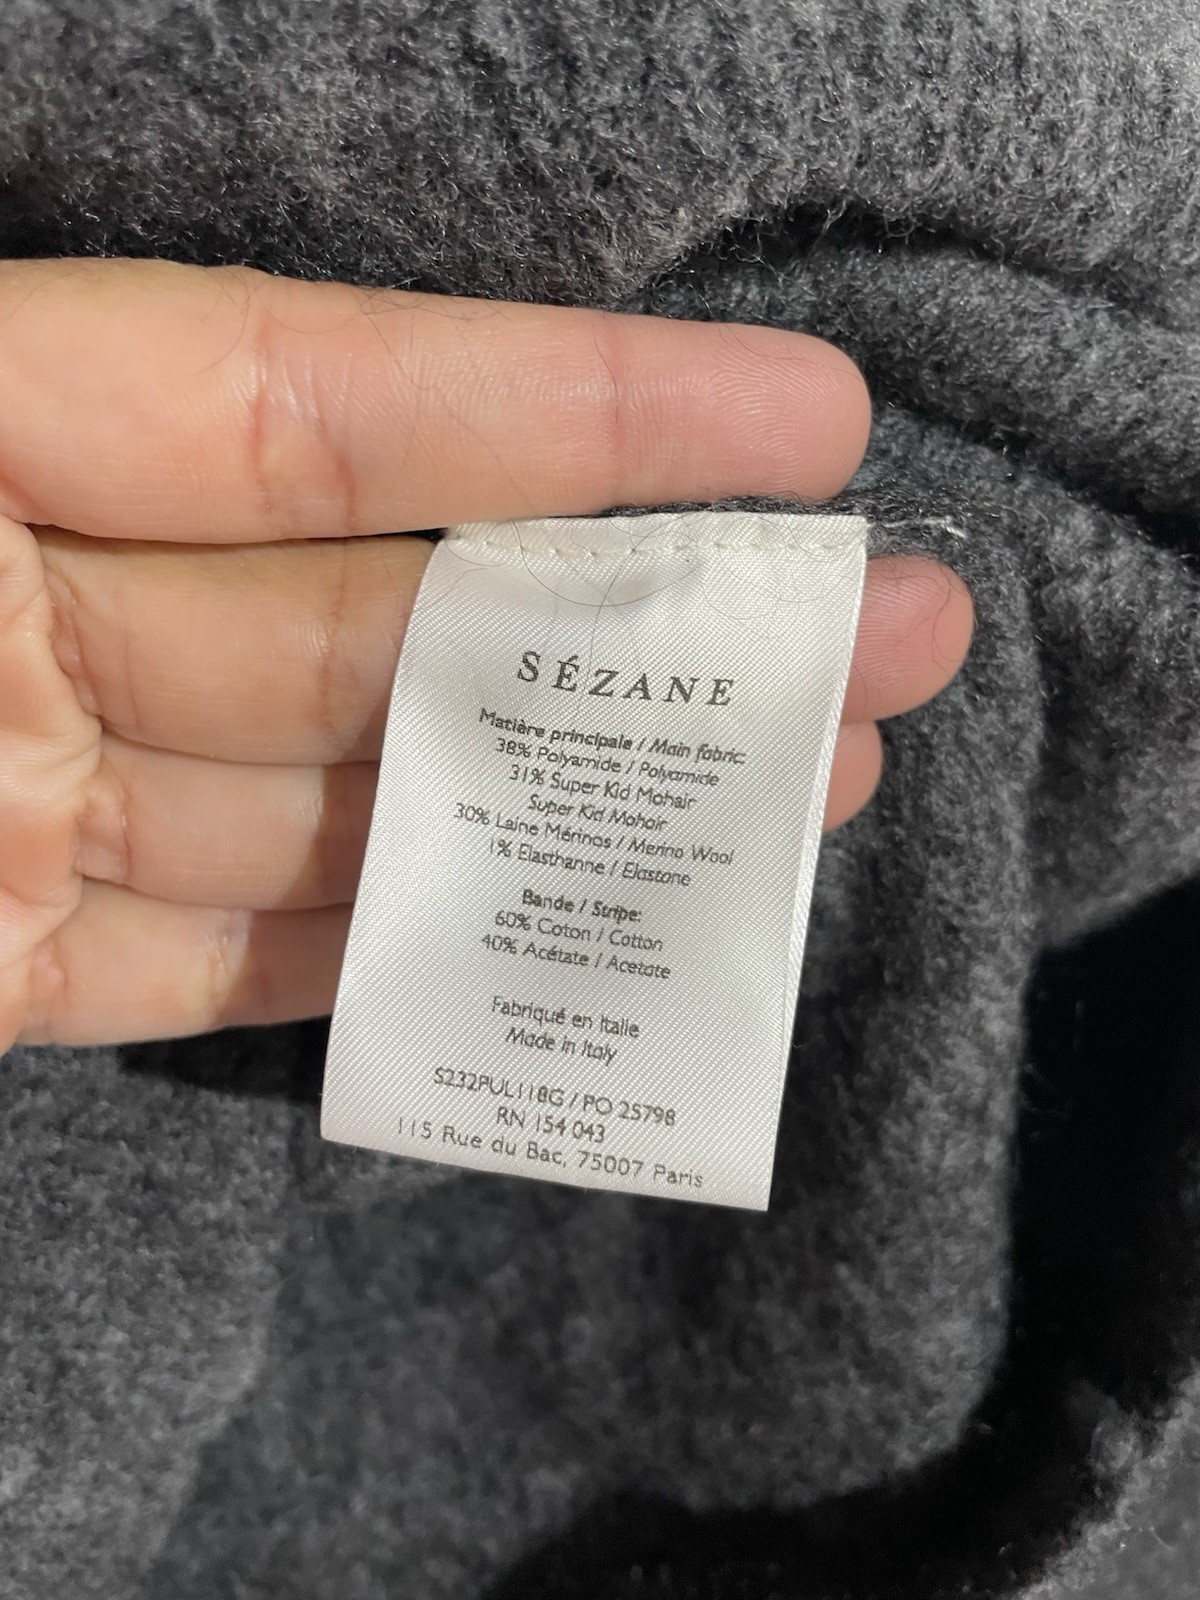 SÉZANE
Matière principale / Main fabric:
38% Polyamide / Polyamide
31% Super Kid Mohair
Super Kid Mohair
30% Laine Mérinos / Merino Wool
1% Elasthanne / Elastane
Bande / Stripe:
60% Coton / Cotton
40% Acétate / Acetate
Fabriqué en Italie
Made in Italy
S232PUL118G / PO 25798
RN 154 043
115 Rue du Bac, 75007 Paris